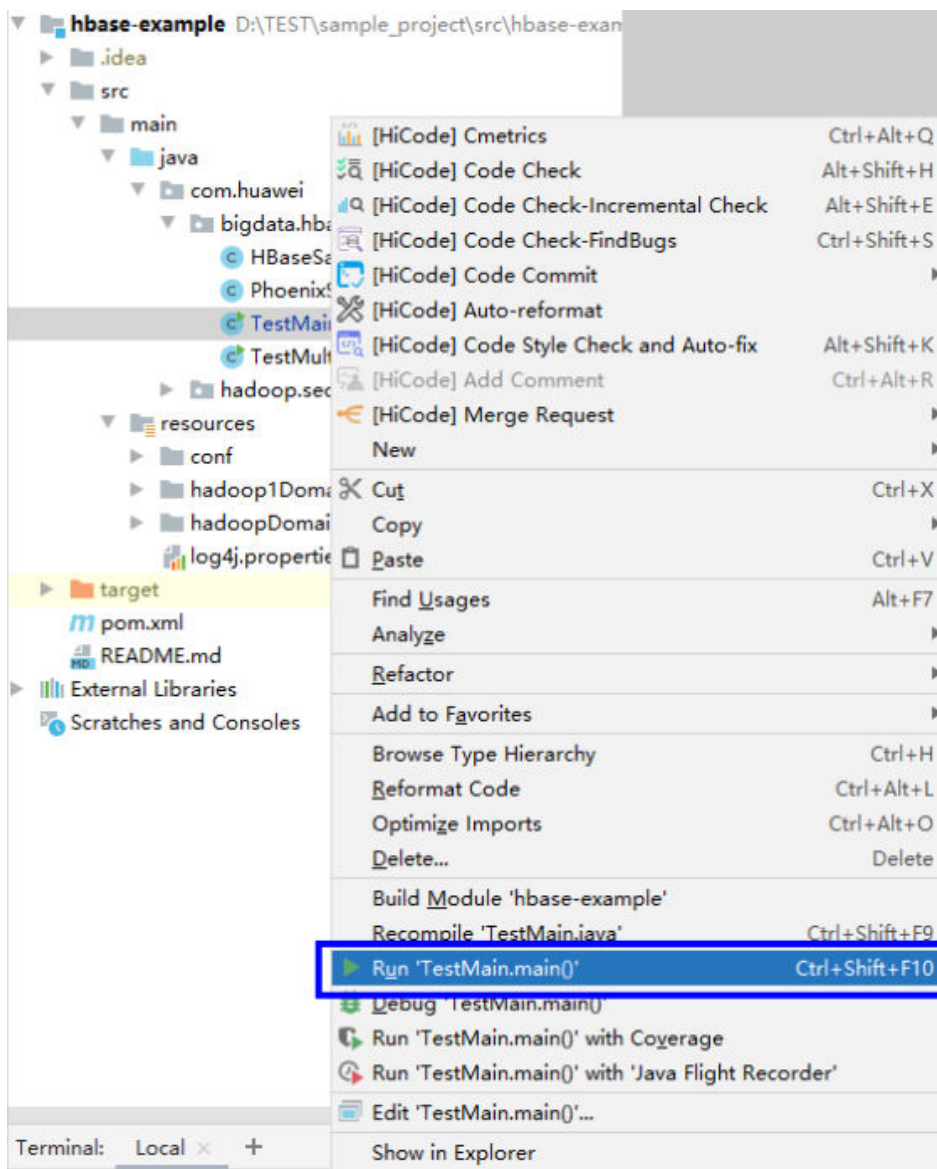 hbase-example D:\TEST\sample_project\src\hbase-exam
.idea
src
main
java
com.huawei
bigdata.hba
HBaseSa
PhoenixS
TestMain
TestMult
hadoop.sec
resources
conf
hadoop1Doma
hadoopDomai
log4j.propertie
target
pom.xml
README.md
External Libraries
Scratches and Consoles
Terminal: Local × +
[HiCode] Cmetrics Ctrl+Alt+Q
[HiCode] Code Check Alt+Shift+H
[HiCode] Code Check-Incremental Check Alt+Shift+E
[HiCode] Code Check-FindBugs Ctrl+Shift+S
[HiCode] Code Commit
[HiCode] Auto-reformat
[HiCode] Code Style Check and Auto-fix Alt+Shift+K
[HiCode] Add Comment Ctrl+Alt+R
[HiCode] Merge Request
New
Cut Ctrl+X
Copy
Paste Ctrl+V
Find Usages Alt+F7
Analyze
Refactor
Add to Favorites
Browse Type Hierarchy Ctrl+H
Reformat Code Ctrl+Alt+L
Optimize Imports Ctrl+Alt+O
Delete... Delete
Build Module 'hbase-example'
Recompile 'TestMain.java' Ctrl+Shift+F9
Run 'TestMain.main()' Ctrl+Shift+F10
Debug 'TestMain.main()'
Run 'TestMain.main()' with Coverage
Run 'TestMain.main()' with 'Java Flight Recorder'
Edit 'TestMain.main()'...
Show in Explorer